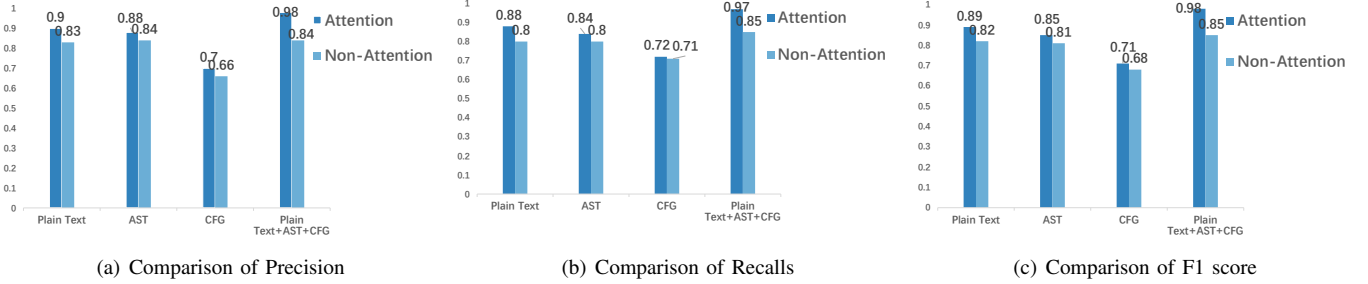 1
0.9
0.8
0.7
0.6
0.5
0.4
0.3
0.2
0.1
0
0.9
0.83
0.88
0.84
0.7
0.66
0.98
0.84
Attention
Non-Attention
Plain Text
AST
CFG
Plain
Text+AST+CFG
(a) Comparison of Precision
1
0.9
0.8
0.7
0.6
0.5
0.4
0.3
0.2
0.1
0
0.88
0.8
0.84
0.8
0.72
0.71
0.97
0.85
Attention
Non-Attention
Plain Text
AST
CFG
Plain
Text+AST+CFG
(b) Comparison of Recalls
1
0.9
0.8
0.7
0.6
0.5
0.4
0.3
0.2
0.1
0
0.89
0.82
0.85
0.81
0.71
0.68
0.98
0.85
Attention
Non-Attention
Plain Text
AST
CFG
Plain
Text+AST+CFG
(c) Comparison of F1 score